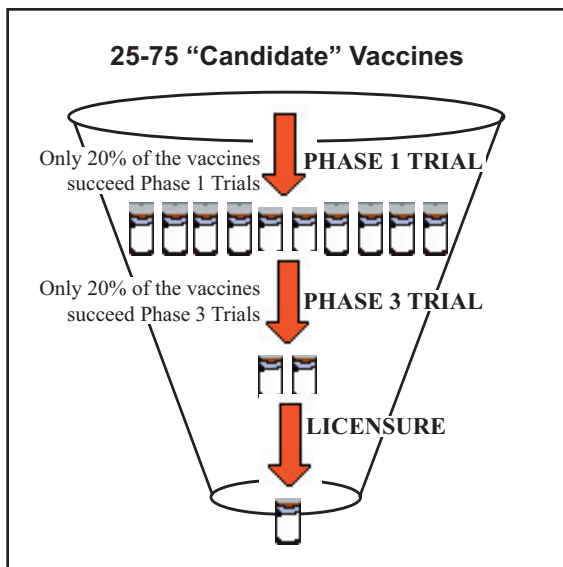 25-75 “Candidate” Vaccines
Only 20% of the vaccines
succeed Phase 1 Trials
PHASE 1 TRIAL
Only 20% of the vaccines
succeed Phase 3 Trials
PHASE 3 TRIAL
LICENSURE